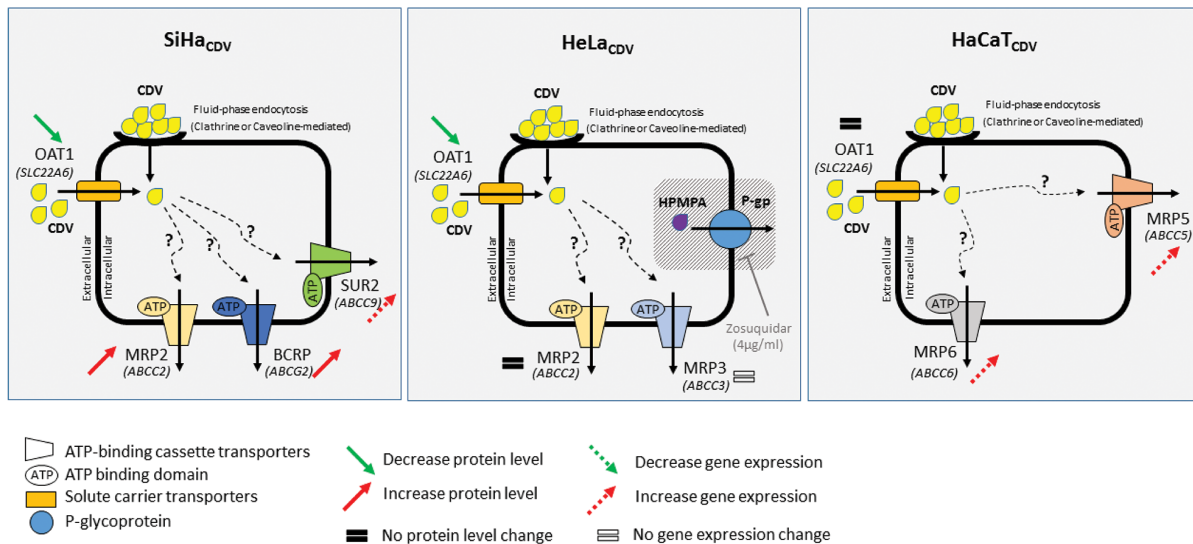 SiHaCDV
CDV
Fluid-phase endocytosis
(Clathrine or Caveoline-mediated)
OAT1
(SLC22A6)
CDV
Extracellular
Intracellular
?
?
?
ATP
MRP2
(ABCC2)
ATP
BCRP
(ABCG2)
ATP
SUR2
(ABCC9)
HeLaCDV
CDV
Fluid-phase endocytosis
(Clathrine or Caveoline-mediated)
OAT1
(SLC22A6)
CDV
Extracellular
Intracellular
?
?
HPMPA
P-gp
Zosuquidar
(4µg/ml)
ATP
MRP2
(ABCC2)
ATP
MRP3
(ABCC3)
HaCaTCDV
CDV
Fluid-phase endocytosis
(Clathrine or Caveoline-mediated)
OAT1
(SLC22A6)
CDV
Extracellular
Intracellular
?
?
ATP
MRP5
(ABCC5)
ATP
MRP6
(ABCC6)
ATP-binding cassette transporters
ATP
ATP binding domain
Solute carrier transporters
P-glycoprotein
Decrease protein level
Increase protein level
No protein level change
Decrease gene expression
Increase gene expression
No gene expression change